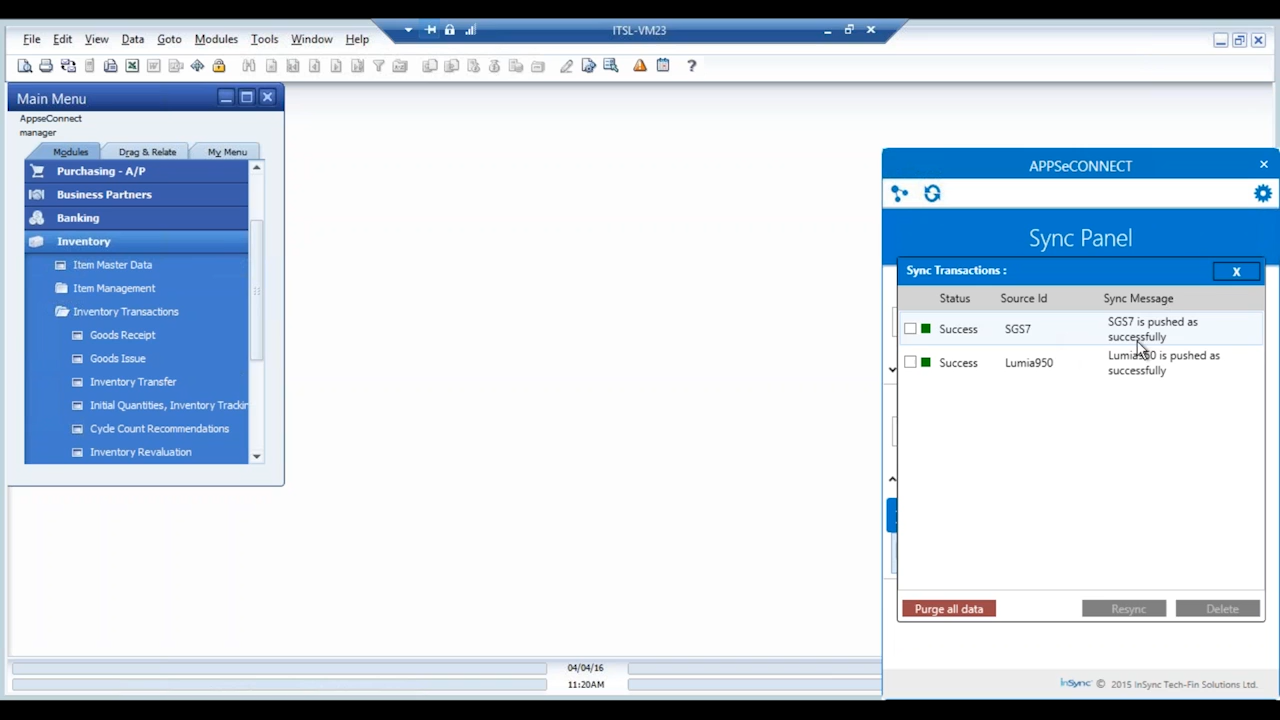 ITSL-VM23
File Edit View Data Goto Modules Tools Window Help
Main Menu
AppseConnect
manager
Modules Drag & Relate My Menu
Purchasing - A/P
Business Partners
Banking
Inventory
Item Master Data
Item Management
Inventory Transactions
Goods Receipt
Goods Issue
Inventory Transfer
Initial Quantities, Inventory Trackin
Cycle Count Recommendations
Inventory Revaluation
APPSeCONNECT
Sync Panel
Sync Transactions : X
Status Source Id Sync Message
Success SGS7 SGS7 is pushed as
successfully
Success Lumia950 Lumia950 is pushed as
successfully
Purge all data Resync Delete
04/04/16
11:20AM
InSync © 2015 InSync Tech-Fin Solutions Ltd.